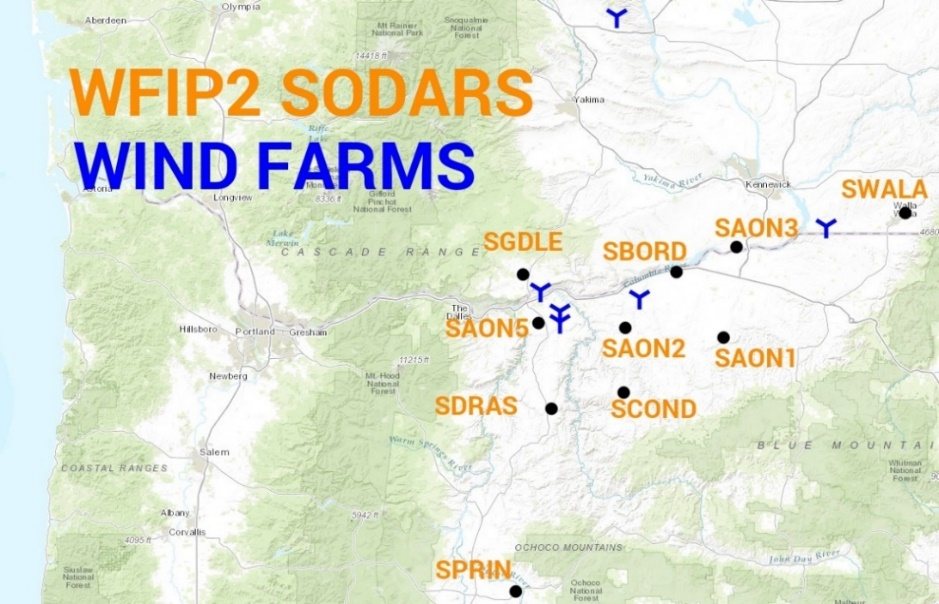 Olympia
Aberdeen
Mt Rainier
National Park
Snoqualmie
National
Forest
14418 ft
WFIP2 SODARS
Yakima
WIND FARMS
Yakima River
Kennewick
Astoria
Longview
8336 ft
Gifford
Pinchot
National Forest
SWALA
Walla
Walla
SAON3
Lake
Merwin
CASCADE RANGE
SGDLE
SBORD
Columbia
The
Dalles
SAON5
Hillsboro
Portland
Gresham
SAON2
SAON1
11215 ft
Newberg
Mt. Hood
National
Forest
SDRAS
SCOND
Warm Springs River
BLUE MOUNTAI
Salem
COASTAL RANGES
Whitman
National
Forest
Albany
5942 ft
Corvallis
4095 ft
OCHOCO MOUNTAINS
John Day River
Siuslaw
National
Forest
SPRIN
Ochoco
National
Forest